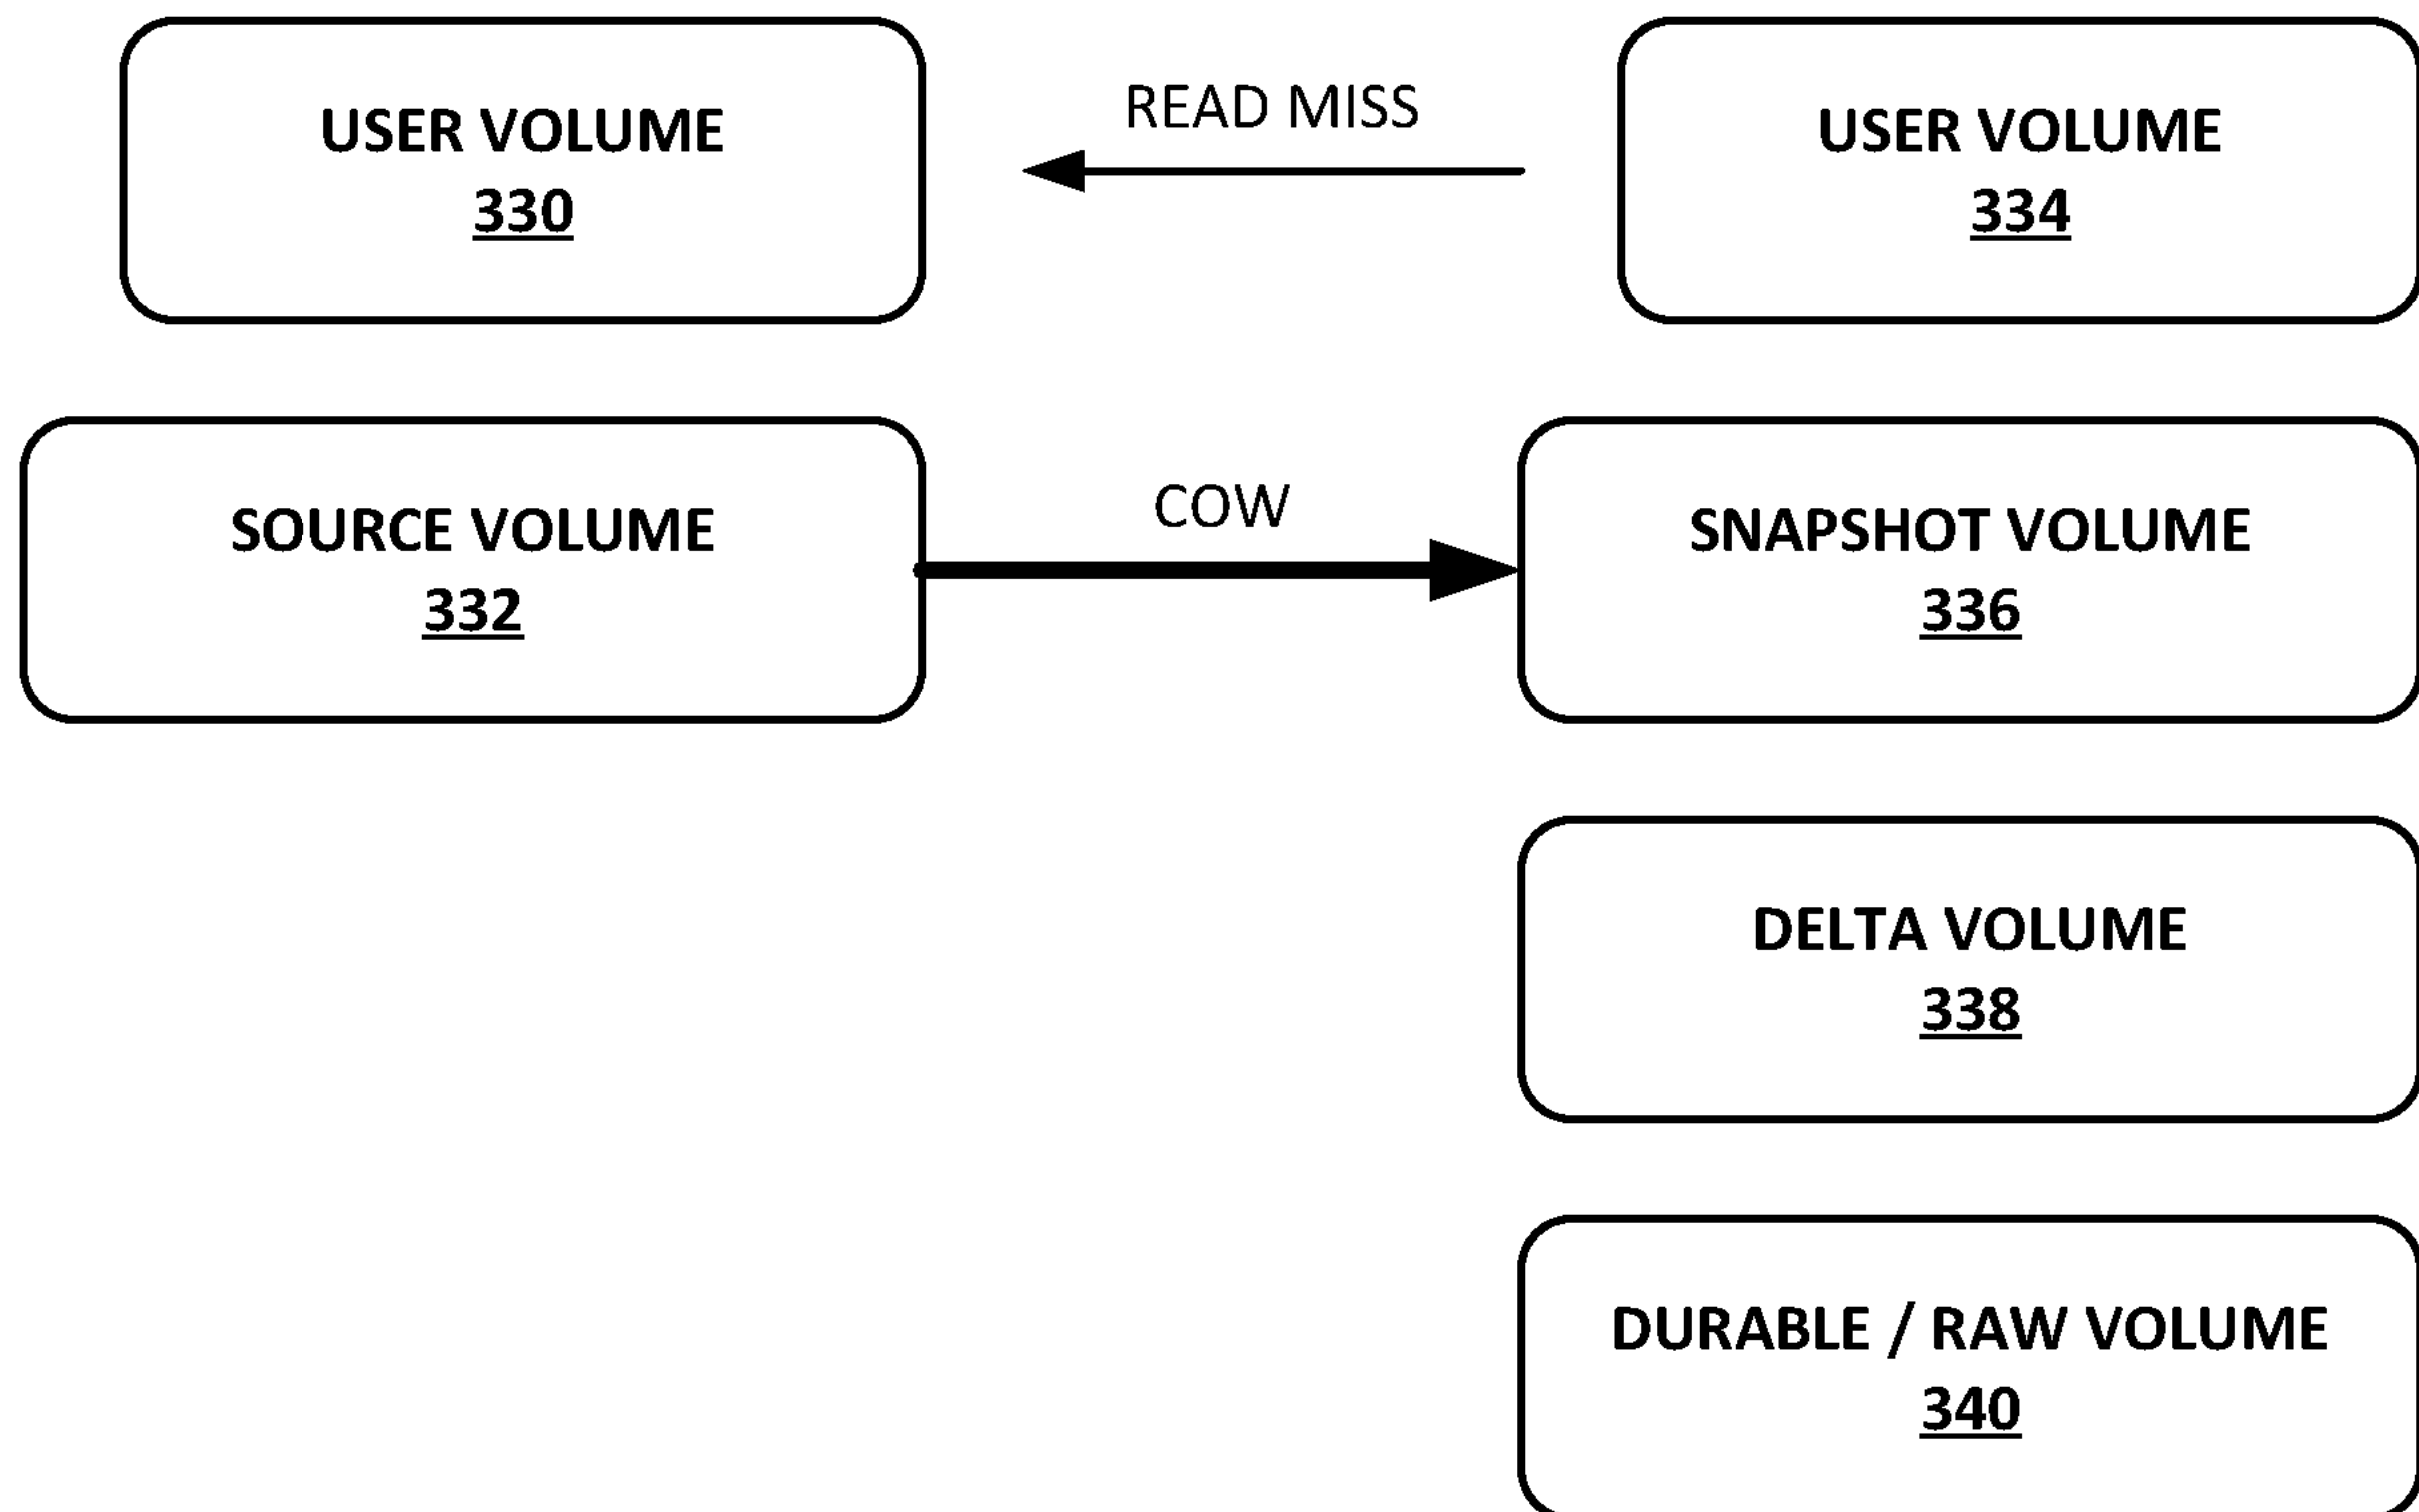 USER VOLUME
330
READ MISS
USER VOLUME
334
SOURCE VOLUME
332
COW
SNAPSHOT VOLUME
336
DELTA VOLUME
338
DURABLE / RAW VOLUME
340